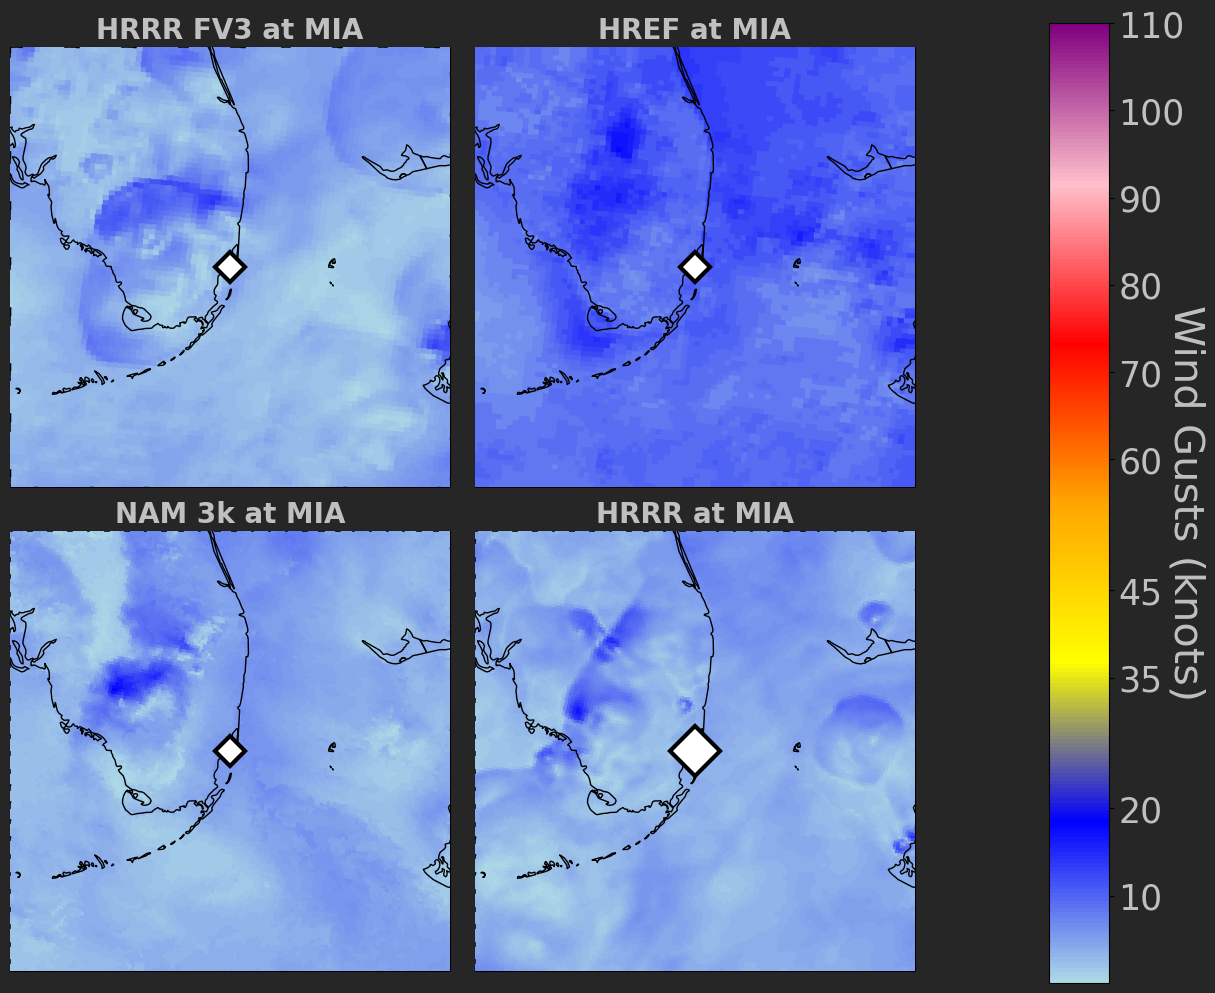 HRRR FV3 at MIA
HREF at MIA
NAM 3k at MIA
HRRR at MIA
110
100
90
80
70
60
45
35
20
10
Wind Gusts (knots)